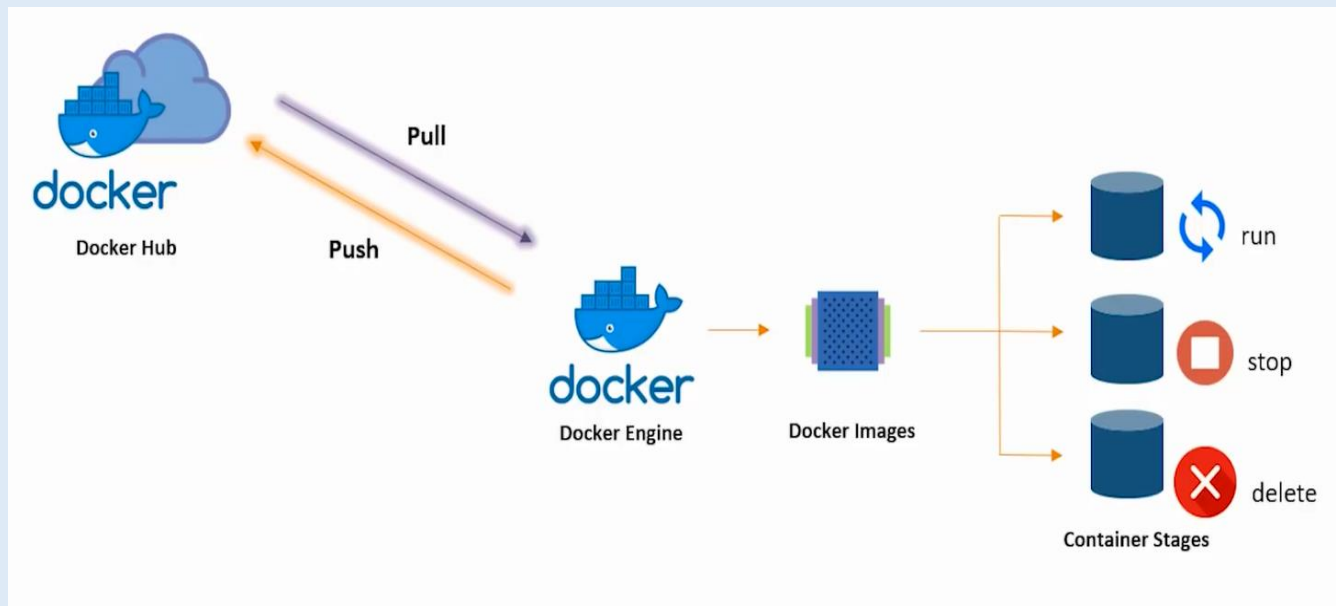 docker
Docker Hub
Pull
Push
docker
Docker Engine
Docker Images
run
stop
delete
Container Stages